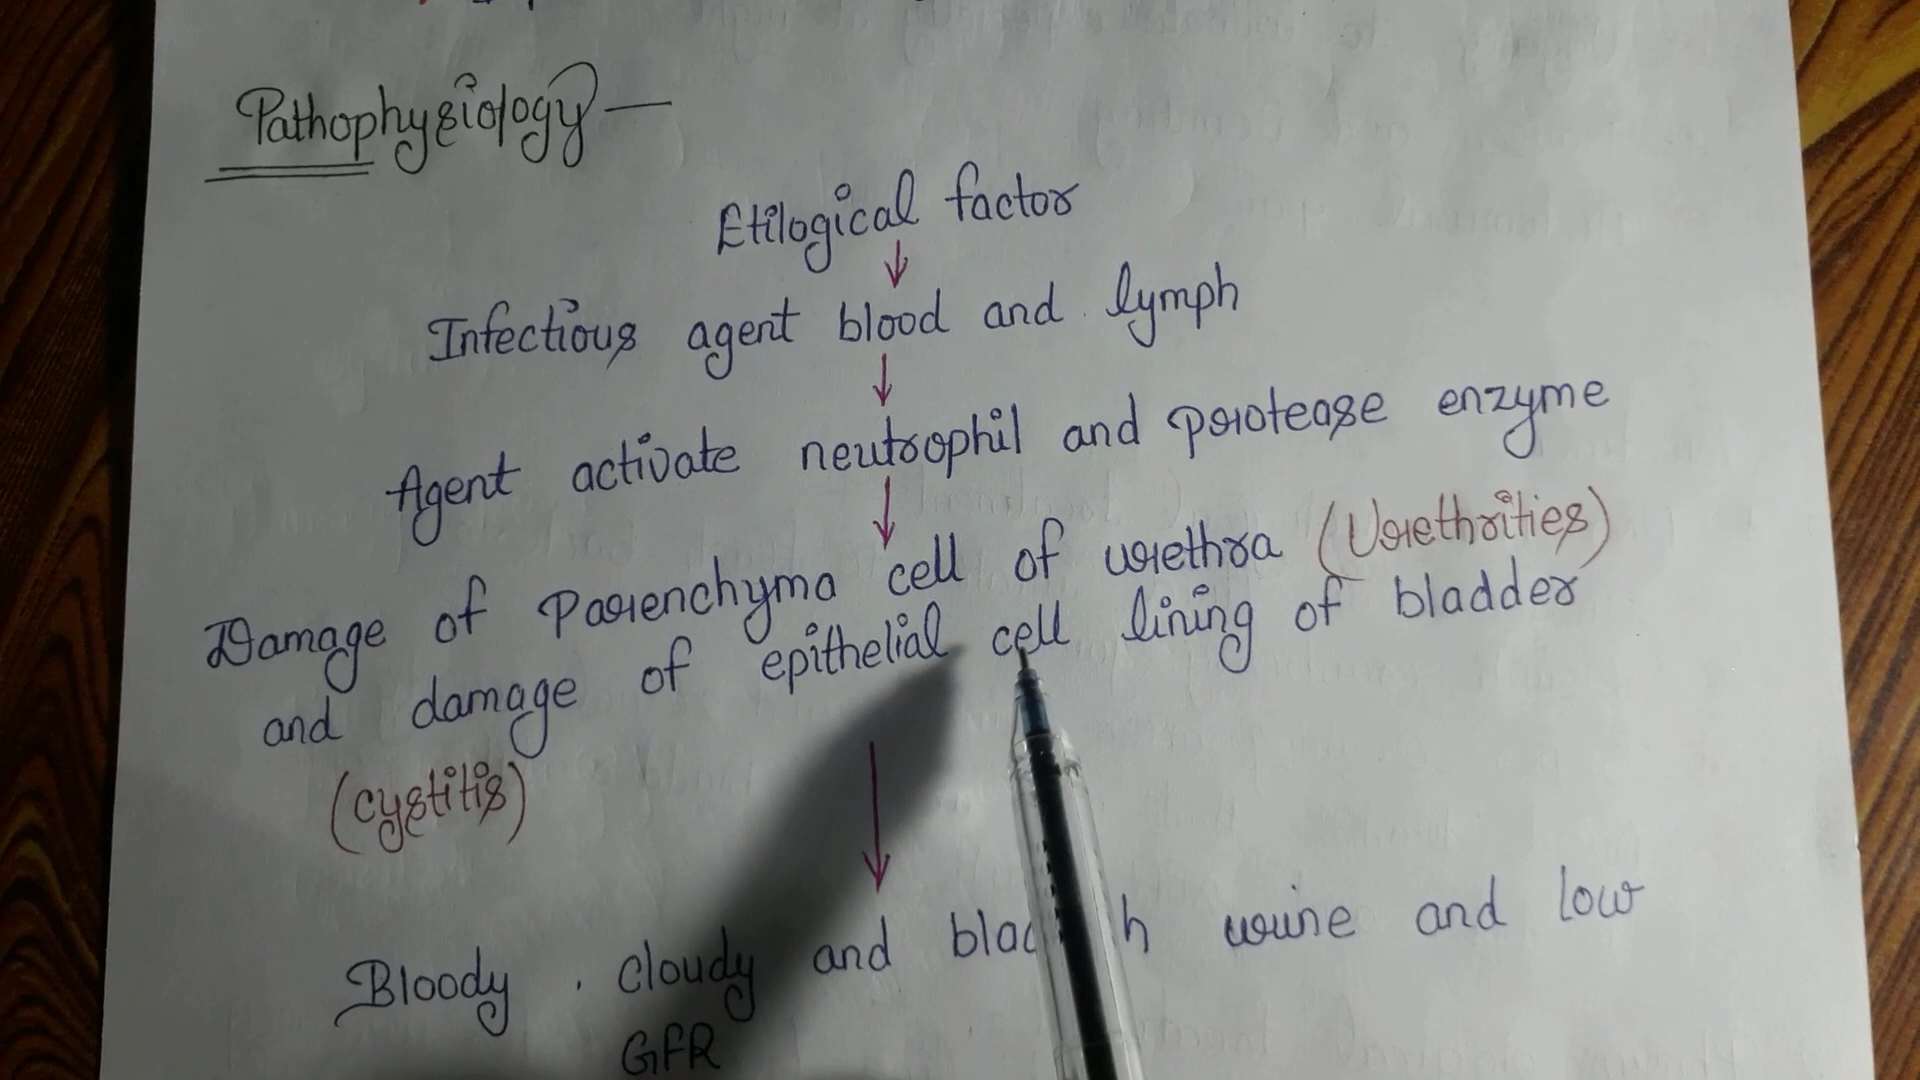 Pathophysiology —
Etilogical factor
Infectious agent blood and lymph
Agent activate neutrophil and protease enzyme
Damage of Parenchyma cell of urethra (Urethrities)
and damage of epithelial cell lining of bladder
(cystitis)
Bloody . cloudy and urine and low
GFR